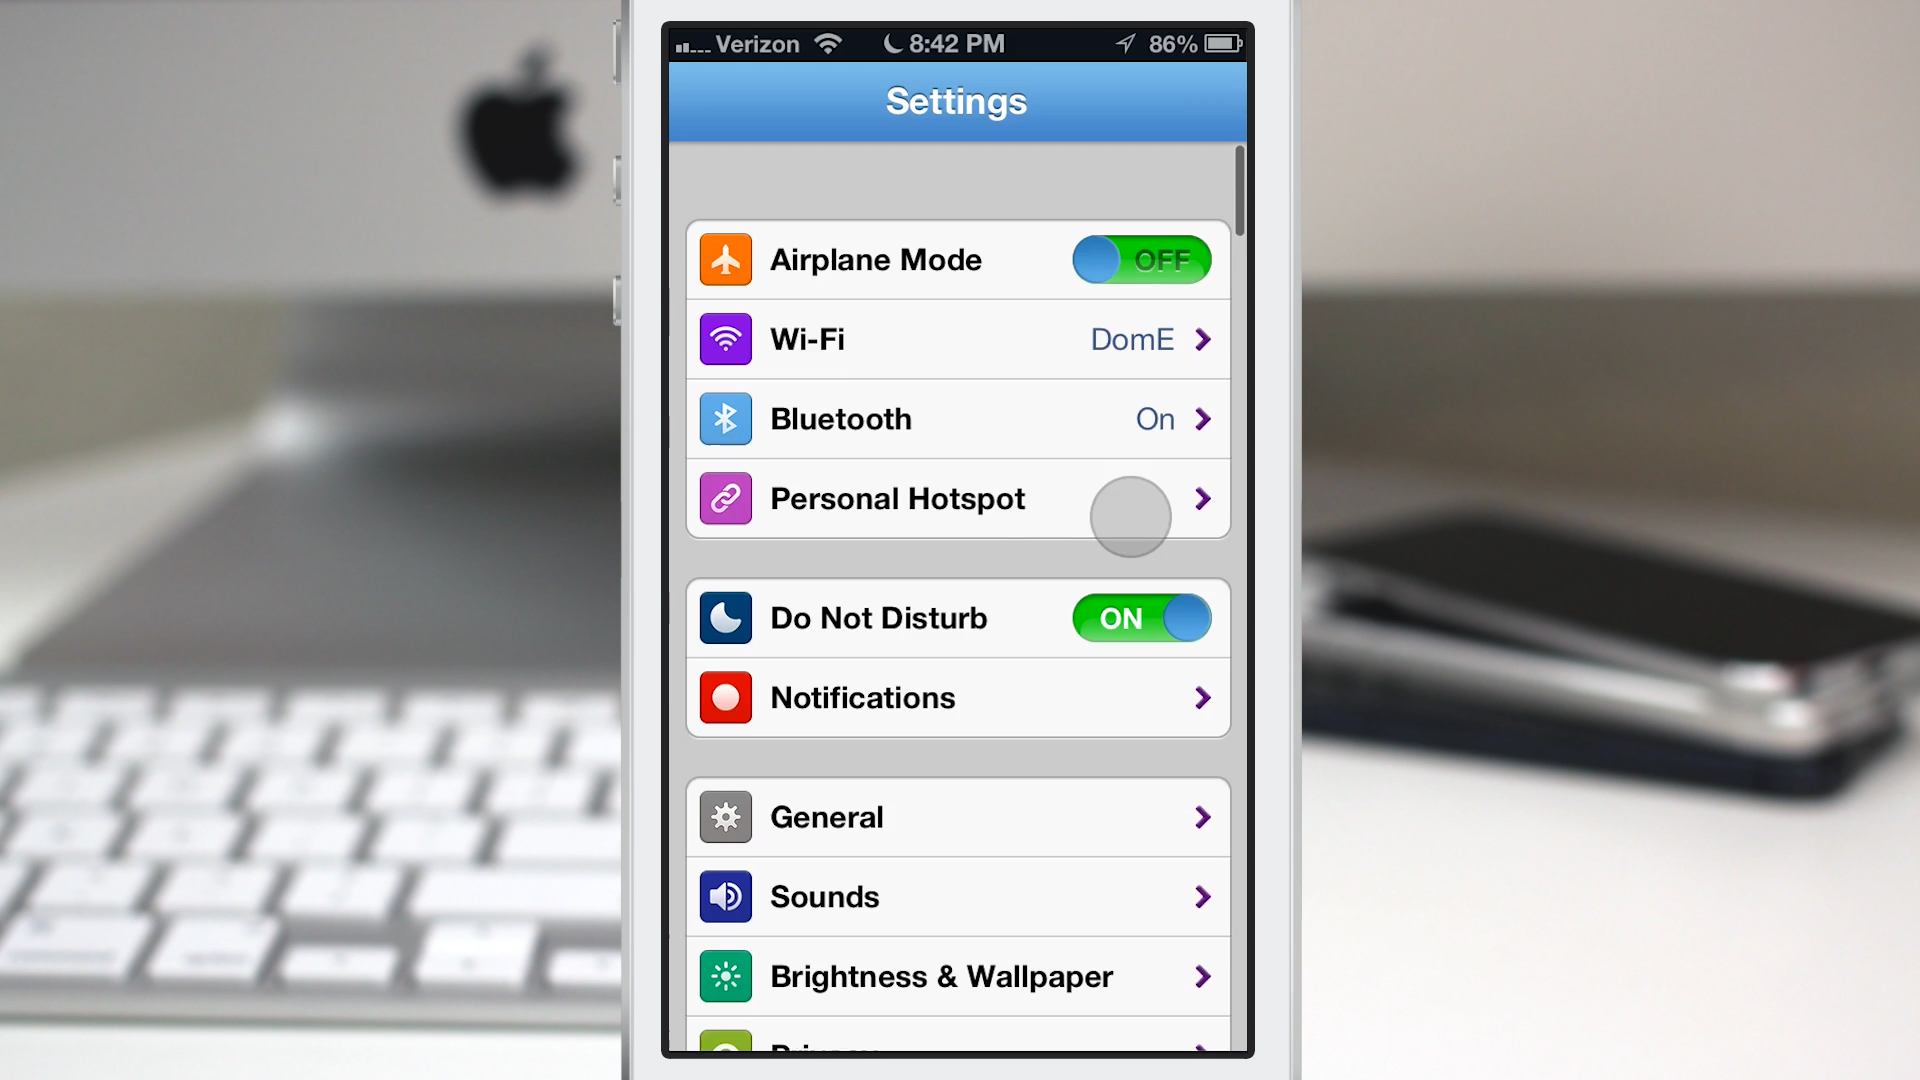 Verizon 8:42 PM 86%
Settings
Airplane Mode OFF
Wi-Fi DomE
Bluetooth On
Personal Hotspot
Do Not Disturb ON
Notifications
General
Sounds
Brightness & Wallpaper